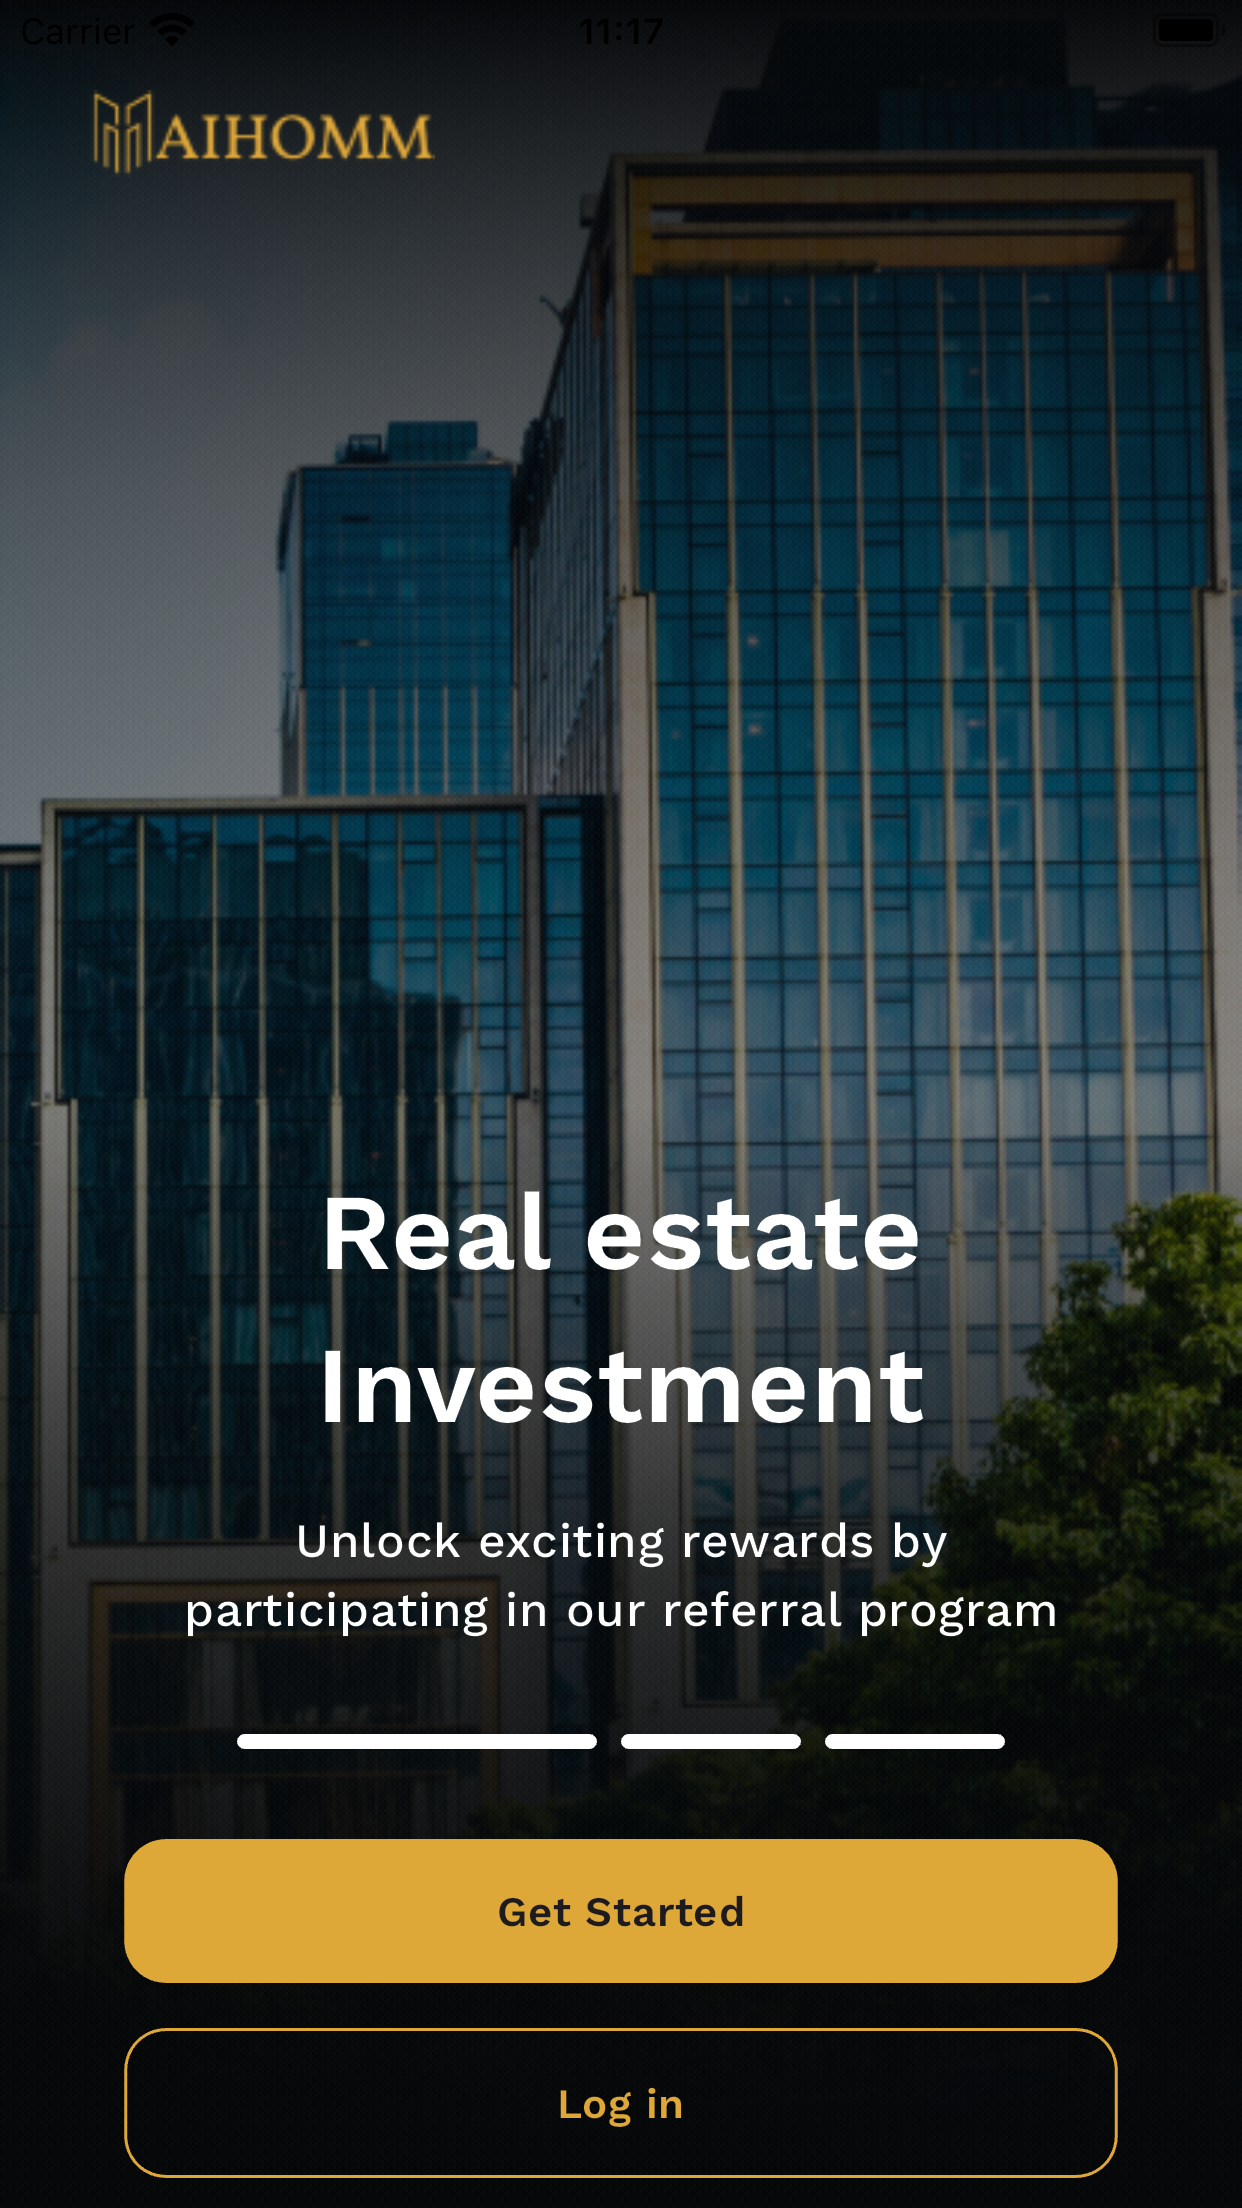 Carrier
11:17
MAIHOMM
Real estate
Investment
Unlock exciting rewards by
participating in our referral program
Get Started
Log in